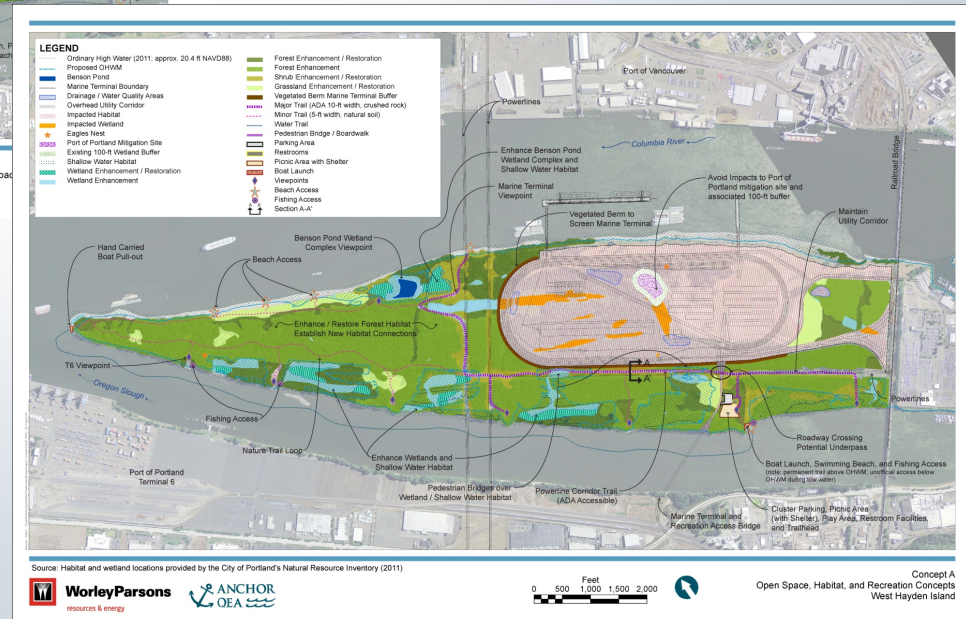 LEGEND
Ordinary High Water (2011; approx. 20.4 ft NAVD88)
Proposed OHWM
Benson Pond
Marine Terminal Boundary
Drainage / Water Quality Areas
Overhead Utility Corridor
Impacted Habitat
Impacted Wetland
Eagles Nest
Port of Portland Mitigation Site
Existing 100-ft Wetland Buffer
Shallow Water Habitat
Wetland Enhancement / Restoration
Wetland Enhancement
Forest Enhancement / Restoration
Forest Enhancement
Shrub Enhancement / Restoration
Grassland Enhancement / Restoration
Vegetated Berm Marine Terminal Buffer
Major Trail (ADA 10-ft width, crushed rock)
Minor Trail (5-ft width, natural soil)
Water Trail
Pedestrian Bridge / Boardwalk
Parking Area
Restrooms
Picnic Area with Shelter
Boat Launch
Viewpoints
Beach Access
Fishing Access
Section A-A'
Port of Vancouver
Powerlines
Columbia River
Railroad Bridge
Enhance Benson Pond
Wetland Complex and
Shallow Water Habitat
Marine Terminal
Viewpoint
Avoid Impacts to Port of
Portland mitigation site and
associated 100-ft buffer
Vegetated Berm to
Screen Marine Terminal
Maintain
Utility Corridor
Hand Carried
Boat Pull-out
Benson Pond Wetland
Complex Viewpoint
Beach Access
Enhance / Restore Forest Habitat
Establish New Habitat Connections
A
A'
T6 Viewpoint
Oregon Slough
Fishing Access
Nature Trail Loop
Port of Portland
Terminal 6
Enhance Wetlands and
Shallow Water Habitat
Pedestrian Bridges over
Wetland / Shallow Water Habitat
Powerline Corridor Trail
(ADA Accessible)
Marine Terminal and
Recreation Access Bridge
Powerlines
Roadway Crossing
Potential Underpass
Boat Launch, Swimming Beach, and Fishing Access
(note: permanent trail above OHWM; unofficial access below
OHWM during low water)
Cluster Parking, Picnic Area
(with Shelter), Play Area, Restroom Facilities,
and Trailhead
Source: Habitat and wetland locations provided by the City of Portland's Natural Resource Inventory (2011)
WorleyParsons
resources & energy
ANCHOR
QEA
Feet
0 500 1,000 1,500 2,000
Concept A
Open Space, Habitat, and Recreation Concepts
West Hayden Island